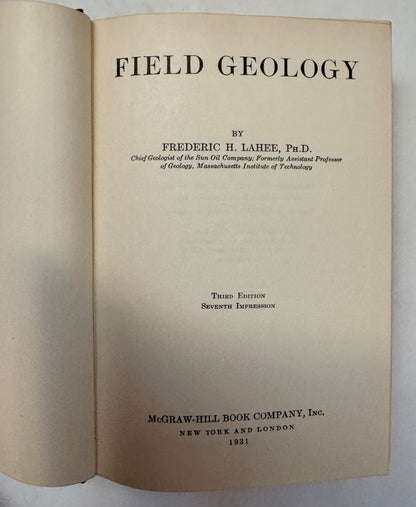 FIELD GEOLOGY
BY
FREDERIC H. LAHEE, PH.D.
Chief Geologist of the Sun Oil Company; Formerly Assistant Professor
of Geology, Massachusetts Institute of Technology
THIRD EDITION
SEVENTH IMPRESSION
McGRAW-HILL BOOK COMPANY, INC.
NEW YORK AND LONDON
1931